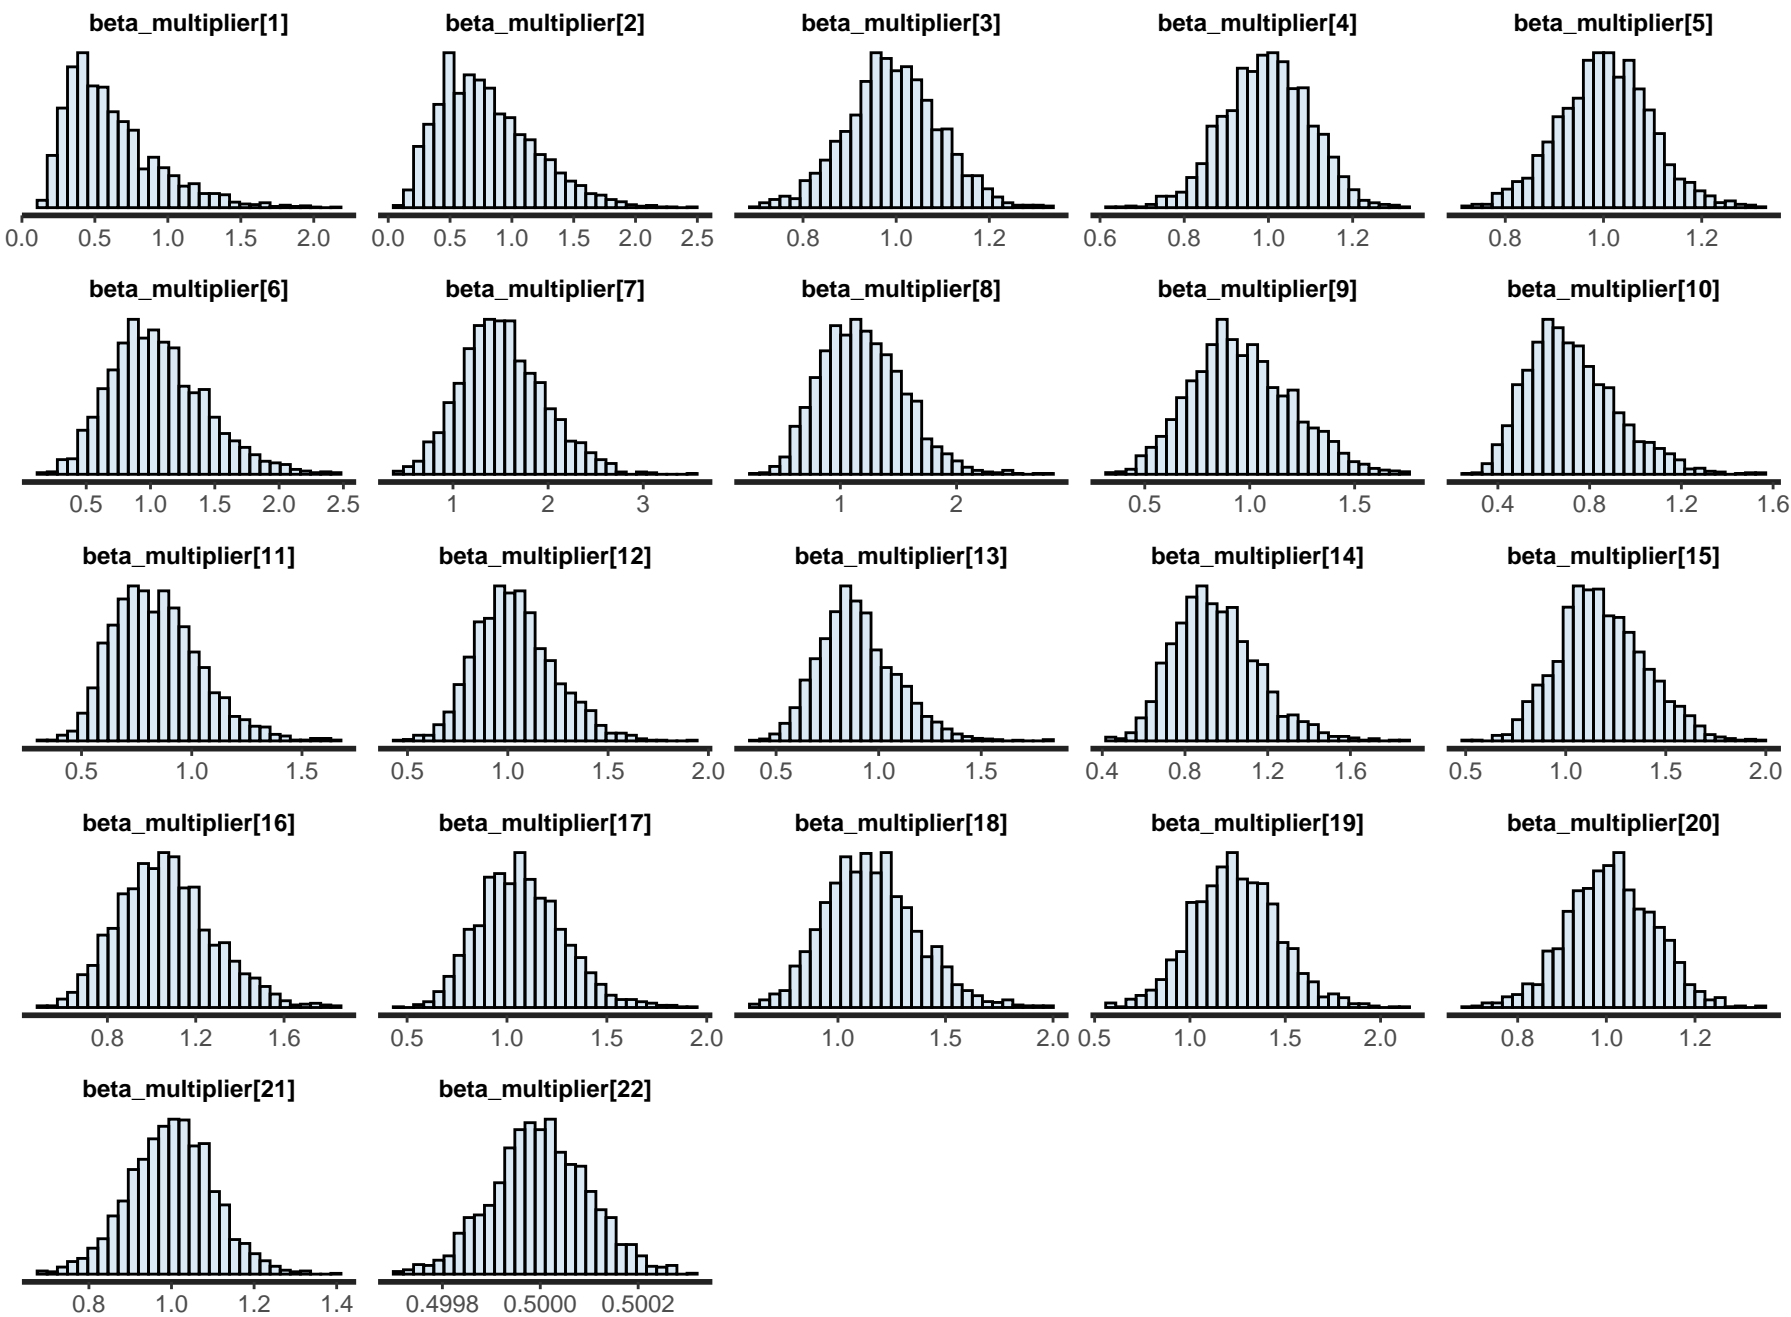 beta_multiplier[1] beta_multiplier[2] beta_multiplier[3] beta_multiplier[4] beta_multiplier[5]
0.0 0.5 1.0 1.5 2.0 0.0 0.5 1.0 1.5 2.0 2.5 0.8 1.0 1.2 0.6 0.8 1.0 1.2 0.8 1.0 1.2
beta_multiplier[6] beta_multiplier[7] beta_multiplier[8] beta_multiplier[9] beta_multiplier[10]
0.5 1.0 1.5 2.0 2.5 1 2 3 1 2 0.5 1.0 1.5 0.4 0.8 1.2 1.6
beta_multiplier[11] beta_multiplier[12] beta_multiplier[13] beta_multiplier[14] beta_multiplier[15]
0.5 1.0 1.5 0.5 1.0 1.5 2.0 0.5 1.0 1.5 0.4 0.8 1.2 1.6 0.5 1.0 1.5 2.0
beta_multiplier[16] beta_multiplier[17] beta_multiplier[18] beta_multiplier[19] beta_multiplier[20]
0.8 1.2 1.6 0.5 1.0 1.5 2.0 1.0 1.5 2.0 0.5 1.0 1.5 2.0 0.8 1.0 1.2
beta_multiplier[21] beta_multiplier[22]
0.8 1.0 1.2 1.4 0.4998 0.5000 0.5002